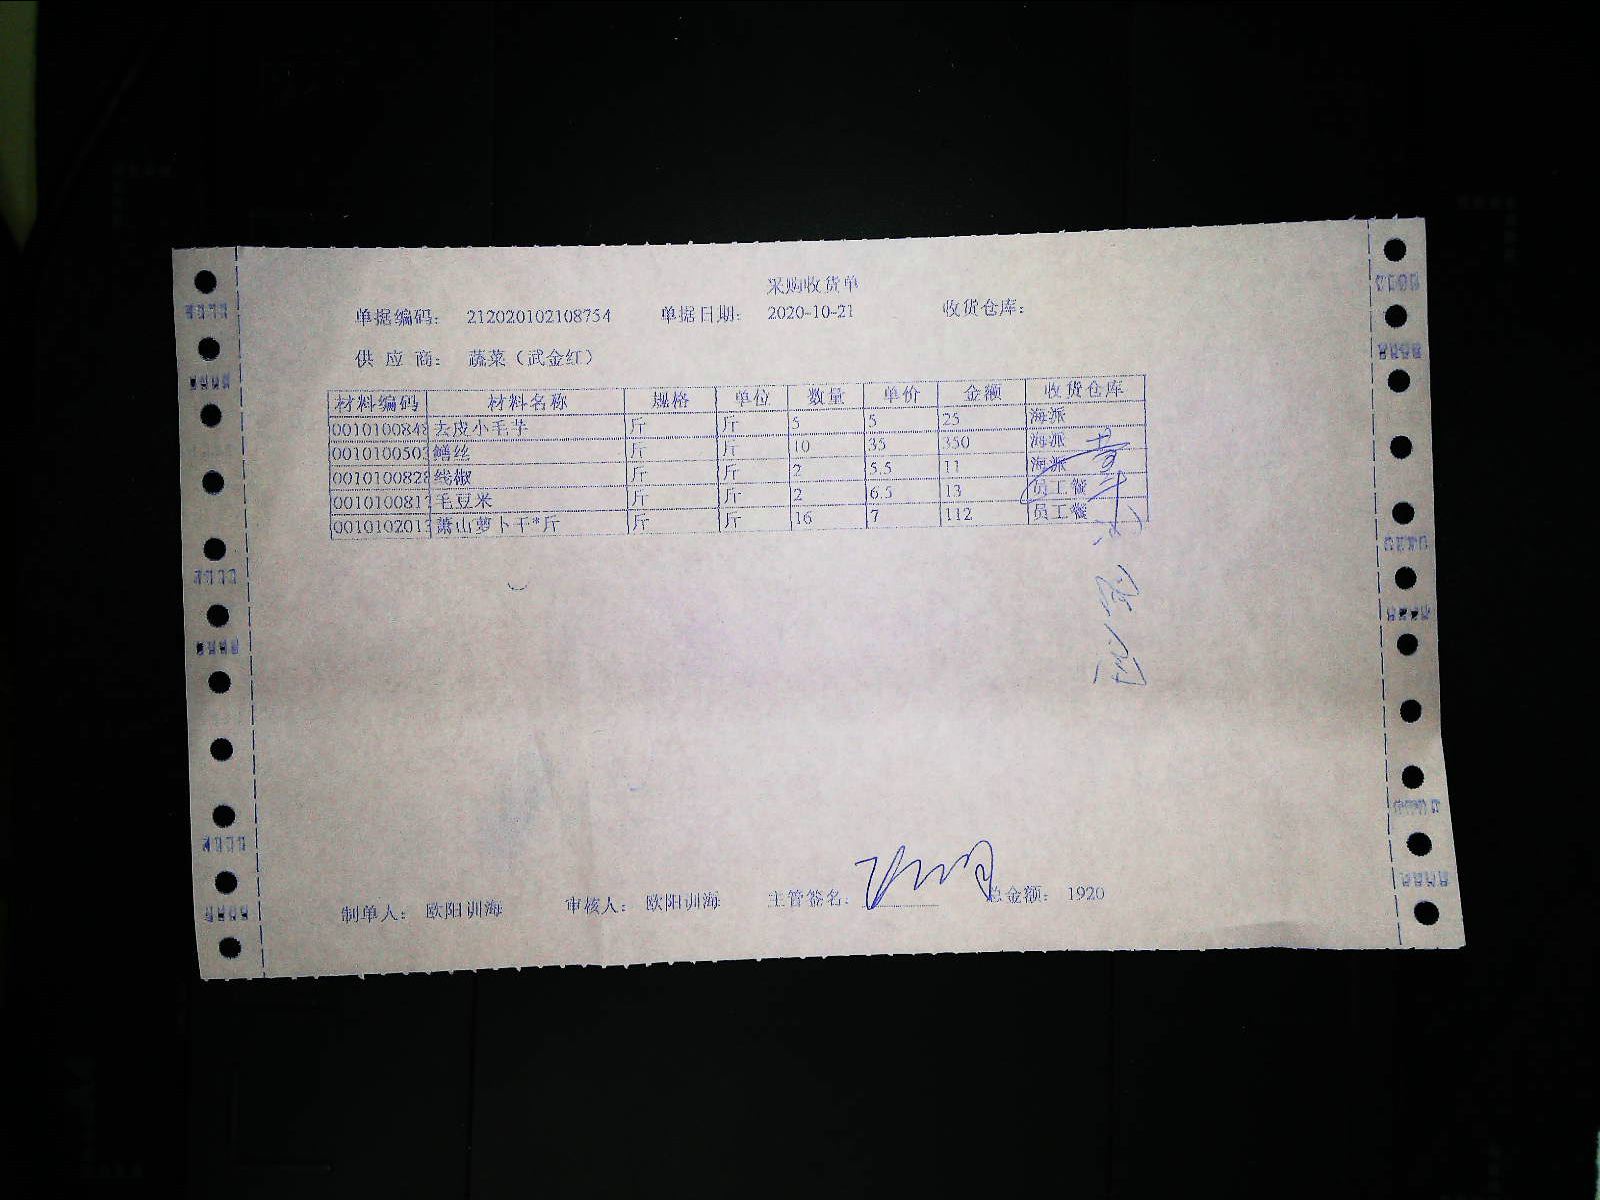 采购收货单
单据编码: 212020102108754 单据日期: 2020-10-21 收货仓库:
供 应 商: 蔬菜（武金红）
材料编码 材料名称 规格 单位 数量 单价 金额 收货仓库
001010084 去皮小毛芋 斤 斤 5 5 25 海派
001010050 鳝丝 斤 斤 10 35 350 海派
001010082 线椒 斤 斤 2 5.5 11 海派
001010081 毛豆米 斤 斤 2 6.5 13 员工餐
001010201 萧山萝卜干*斤 斤 斤 16 7 112 员工餐
制单人: 欧阳训海 审核人: 欧阳训海 主管签名: 总金额: 1920